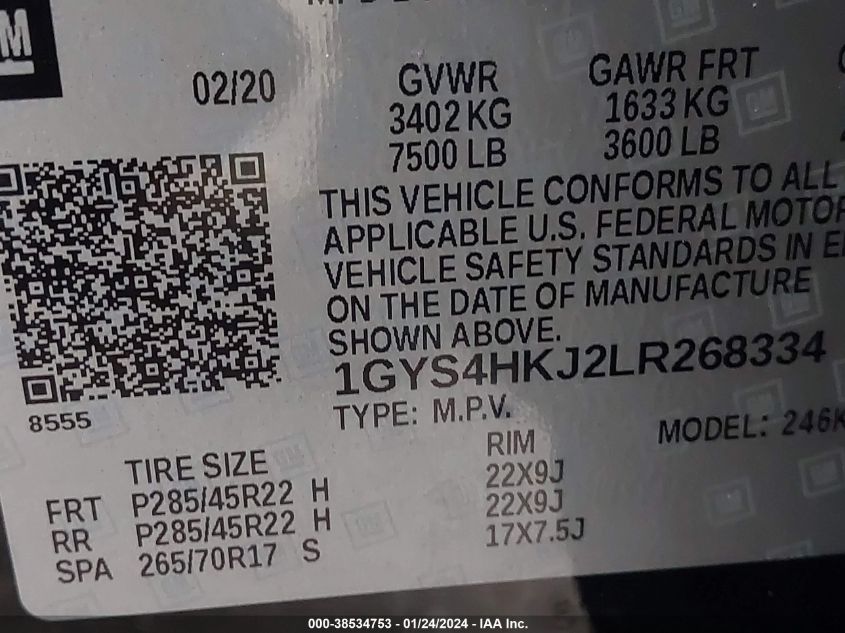 GM
02/20
GVWR
3402 KG
7500 LB
GAWR FRT
1633 KG
3600 LB
THIS VEHICLE CONFORMS TO ALL
APPLICABLE U.S. FEDERAL MOTOR
VEHICLE SAFETY STANDARDS IN
ON THE DATE OF MANUFACTURE
SHOWN ABOVE.
1GYS4HKJ2LR268334
TYPE: M.P.V.
MODEL: 246K
8555
TIRE SIZE RIM
FRT P285/45R22 H 22X9J
RR P285/45R22 H 22X9J
SPA 265/70R17 S 17X7.5J
000-38534753 - 01/24/2024 - IAA Inc.